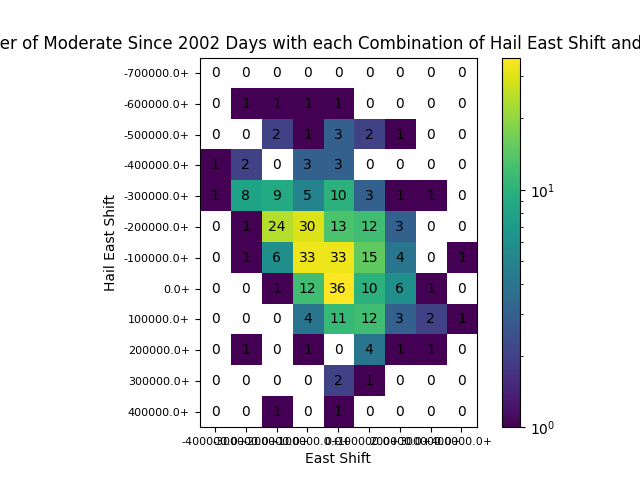 er of Moderate Since 2002 Days with each Combination of Hail East Shift and
-700000.0+ 0 0 0 0 0 0 0 0 0
-600000.0+ 0 1 1 1 1 0 0 0 0
-500000.0+ 0 0 2 1 3 2 1 0 0
-400000.0+ 1 2 0 3 3 0 0 0 0
-300000.0+ 1 8 9 5 10 3 1 1 0
-200000.0+ 0 1 24 30 13 12 3 0 0
-100000.0+ 0 1 6 33 33 15 4 0 1
0.0+ 0 0 1 12 36 10 6 1 0
100000.0+ 0 0 0 4 11 12 3 2 1
200000.0+ 0 1 0 1 0 4 1 1 0
300000.0+ 0 0 0 0 2 1 0 0 0
400000.0+ 0 0 1 0 1 0 0 0 0
Hail East Shift
East Shift
10¹
10⁰